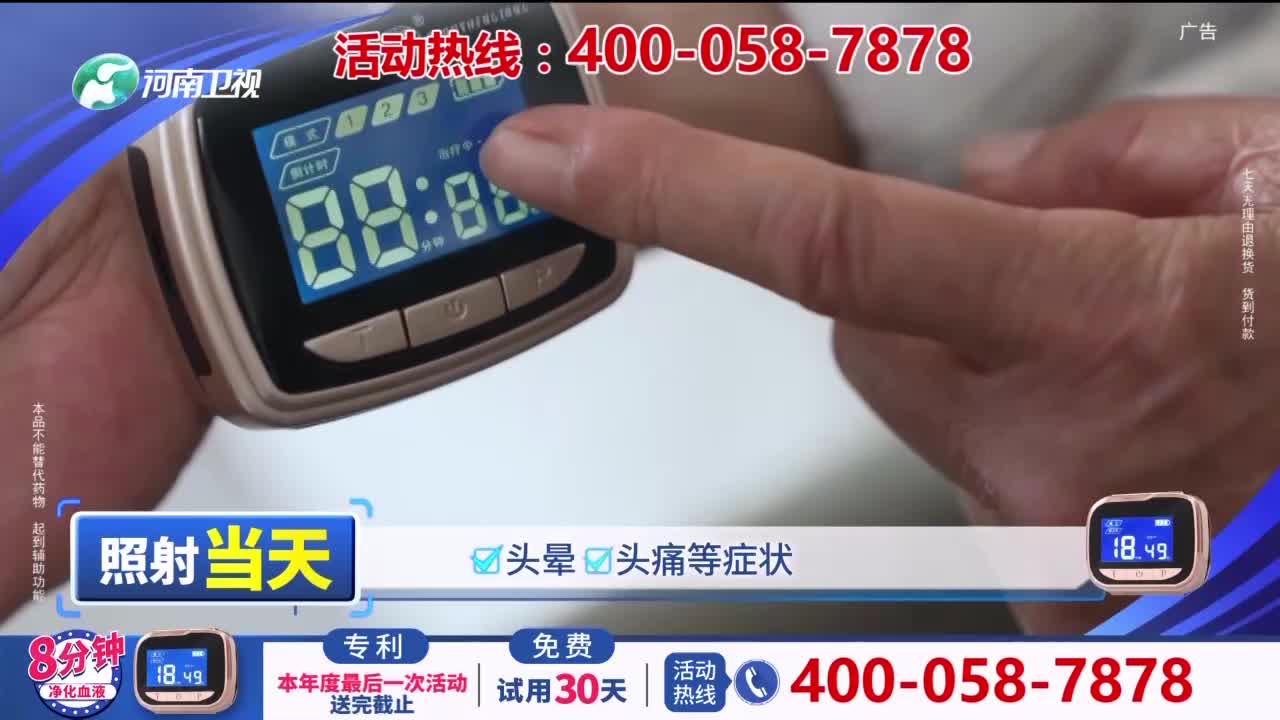 活动热线：400-058-7878
广告
河南卫视
模式 1 2 3
治疗中
倒计时
88:88
分钟
T P
七天无理由退换货 货到付款
本品不能替代药物 起到辅助功能
照射当天
头晕 头痛等症状
18 49
T P
8分钟
净化血液
18 49
T P
专利
本年度最后一次活动
送完截止
免费
试用30天
活动
热线
400-058-7878